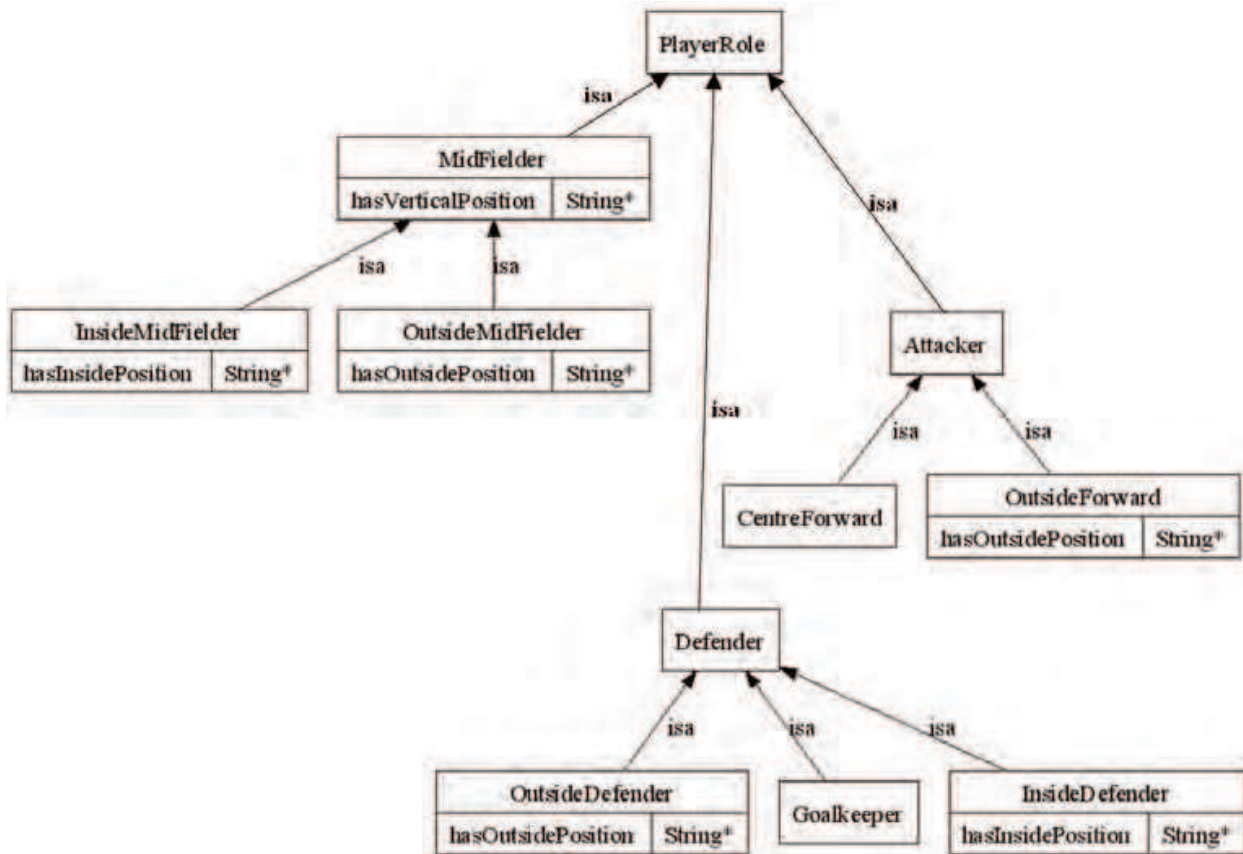 PlayerRole
isa
MidFielder
hasVerticalPosition String*
isa
isa
isa
InsideMidFielder
OutsideMidFielder
hasInsidePosition String*
hasOutsidePosition String*
Attacker
isa
isa
isa
CentreForward
OutsideForward
hasOutsidePosition String*
Defender
isa
isa
isa
OutsideDefender
hasOutsidePosition String*
Goalkeeper
InsideDefender
hasInsidePosition String*